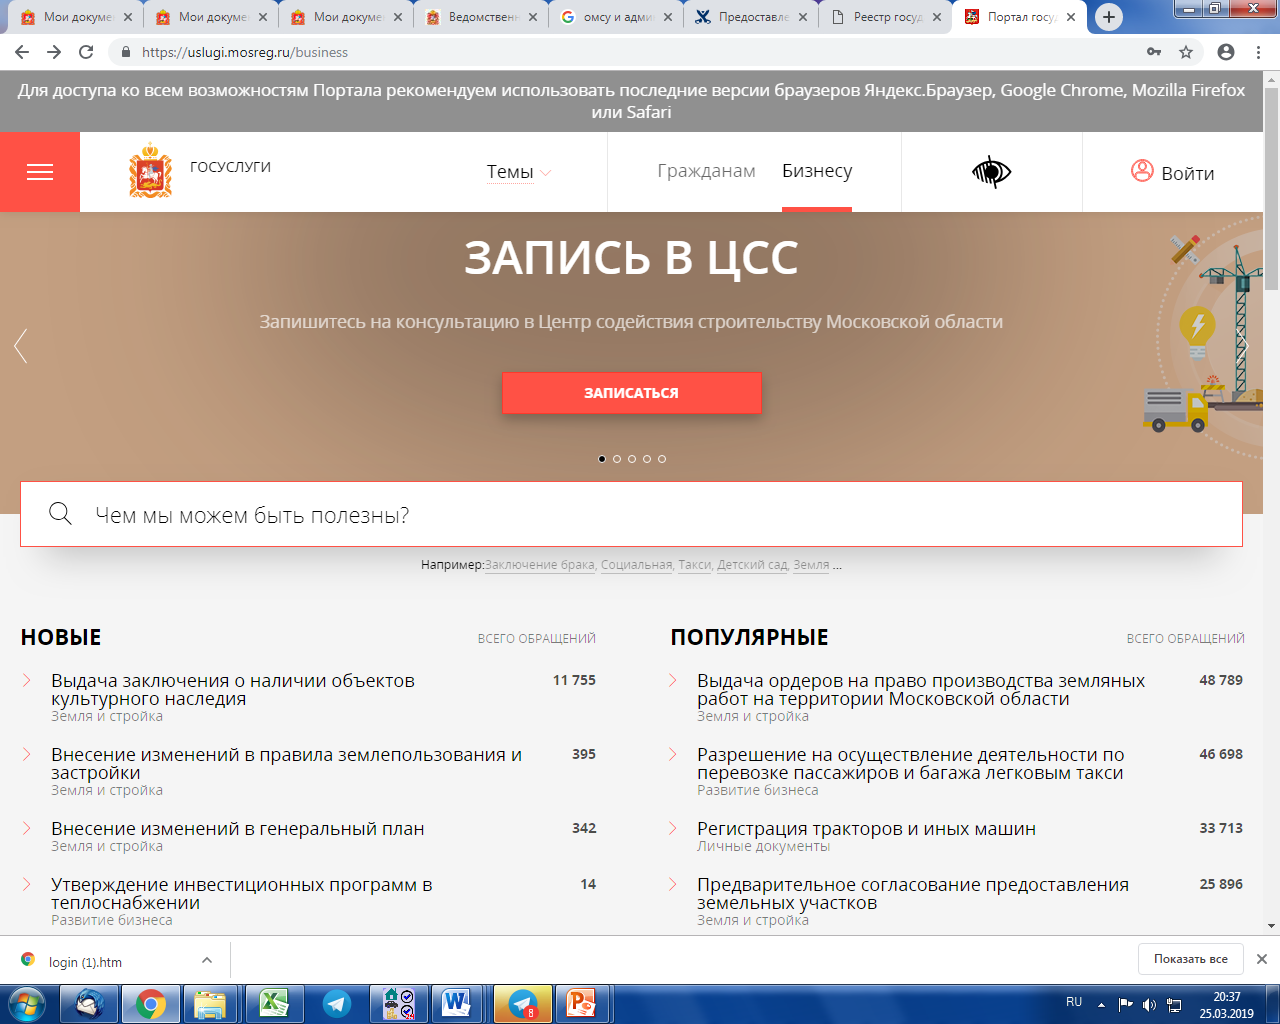 Мои докумен
Мои докумен
Мои докумен
Ведомственн
омсу и адми
Предоставле
Реестр госуд
Портал госуд
https://uslugi.mosreg.ru/business
Для доступа ко всем возможностям Портала рекомендуем использовать последние версии браузеров Яндекс.Браузер, Google Chrome, Mozilla Firefox
или Safari
ГОСУСЛУГИ
Темы
Гражданам
Бизнесу
Войти
ЗАПИСЬ В ЦСС
Запишитесь на консультацию в Центр содействия строительству Московской области
ЗАПИСАТЬСЯ
Чем мы можем быть полезны?
Например:Заключение брака, Социальная, Такси, Детский сад, Земля ...
НОВЫЕ
ВСЕГО ОБРАЩЕНИЙ
Выдача заключения о наличии объектов
культурного наследия
11 755
Земля и стройка
Внесение изменений в правила землепользования и
застройки
395
Земля и стройка
Внесение изменений в генеральный план
342
Земля и стройка
Утверждение инвестиционных программ в
теплоснабжении
14
Развитие бизнеса
ПОПУЛЯРНЫЕ
ВСЕГО ОБРАЩЕНИЙ
Выдача ордеров на право производства земляных
работ на территории Московской области
48 789
Земля и стройка
Разрешение на осуществление деятельности по
перевозке пассажиров и багажа легковым такси
46 698
Развитие бизнеса
Регистрация тракторов и иных машин
33 713
Личные документы
Предварительное согласование предоставления
земельных участков
25 896
Земля и стройка
login (1).htm
Показать все
8
RU
20:37
25.03.2019